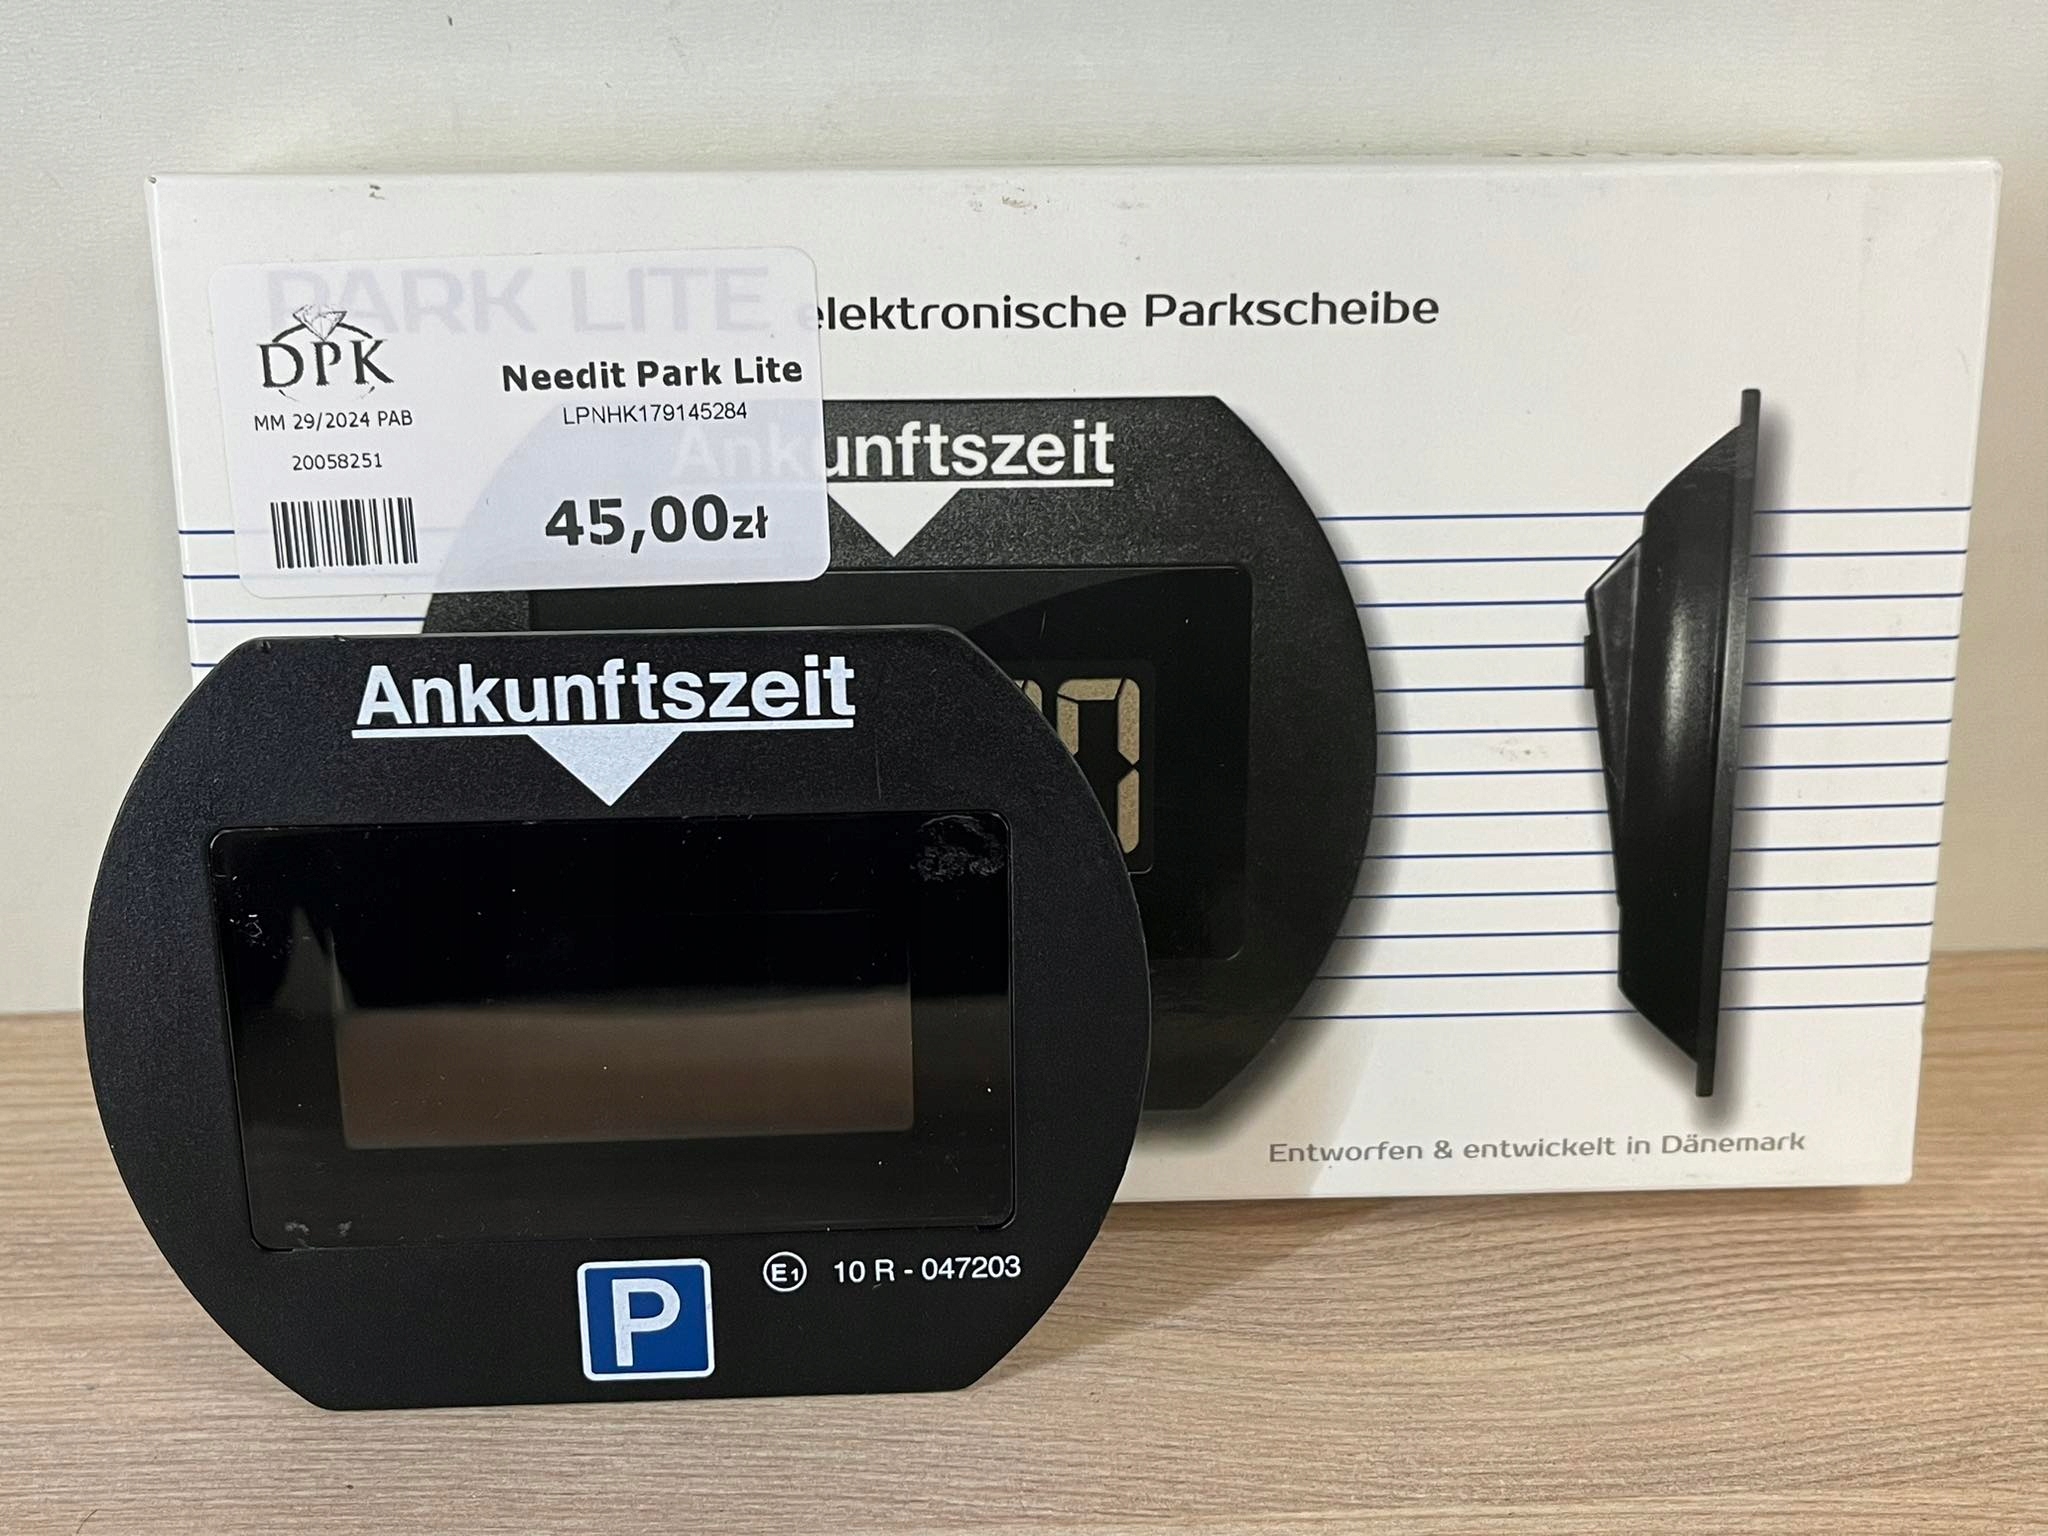 PARK LITE elektronische Parkscheibe
DPK
MM 29/2024 PAB
20058251
Needit Park Lite
LPNHK179145284
45,00zł
Ankunftszeit
Ankunftszeit
P
E1 10 R - 047203
Entworfen & entwickelt in Dänemark